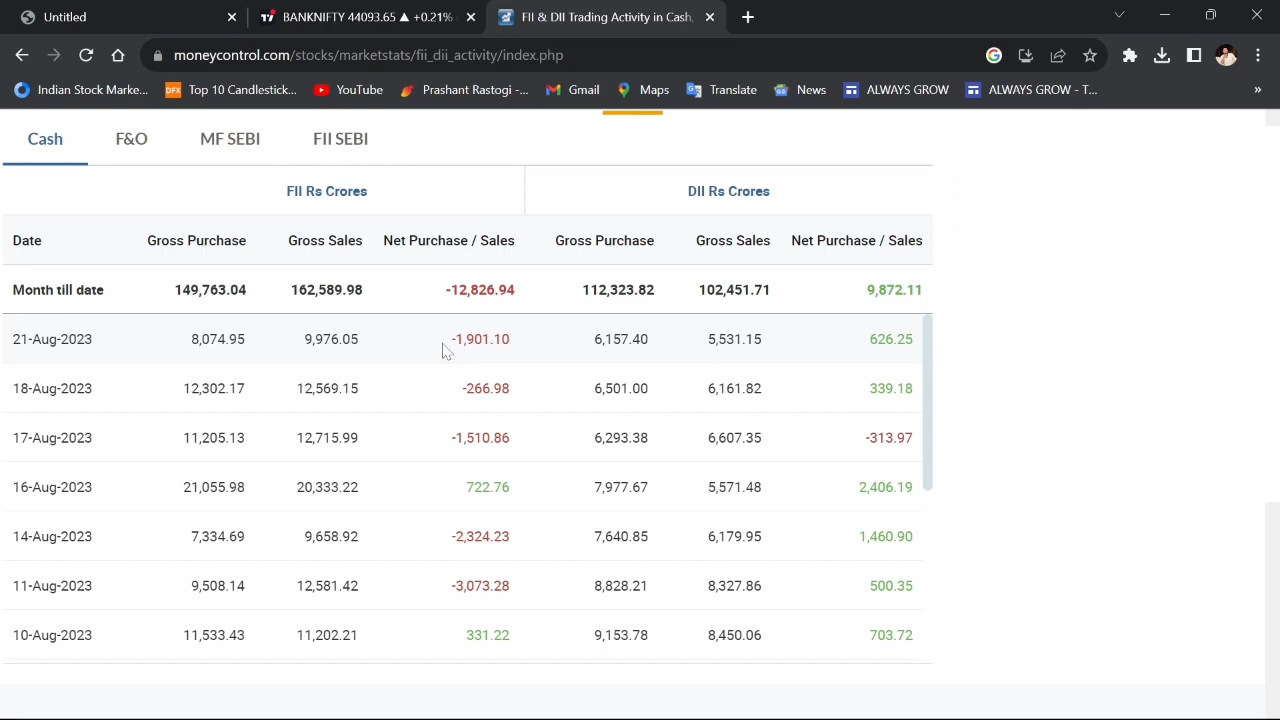 Untitled
BANKNIFTY 44093.65 ▲ +0.21%
FII & DII Trading Activity in Cash,
moneycontrol.com/stocks/marketstats/fii_dii_activity/index.php
Indian Stock Marke... DFX Top 10 Candlestick... YouTube Prashant Rastogi -... Gmail Maps Translate News ALWAYS GROW ALWAYS GROW - T... »
Cash F&O MF SEBI FII SEBI
FII Rs Crores DII Rs Crores
Date Gross Purchase Gross Sales Net Purchase / Sales Gross Purchase Gross Sales Net Purchase / Sales
Month till date 149,763.04 162,589.98 -12,826.94 112,323.82 102,451.71 9,872.11
21-Aug-2023 8,074.95 9,976.05 -1,901.10 6,157.40 5,531.15 626.25
18-Aug-2023 12,302.17 12,569.15 -266.98 6,501.00 6,161.82 339.18
17-Aug-2023 11,205.13 12,715.99 -1,510.86 6,293.38 6,607.35 -313.97
16-Aug-2023 21,055.98 20,333.22 722.76 7,977.67 5,571.48 2,406.19
14-Aug-2023 7,334.69 9,658.92 -2,324.23 7,640.85 6,179.95 1,460.90
11-Aug-2023 9,508.14 12,581.42 -3,073.28 8,828.21 8,327.86 500.35
10-Aug-2023 11,533.43 11,202.21 331.22 9,153.78 8,450.06 703.72